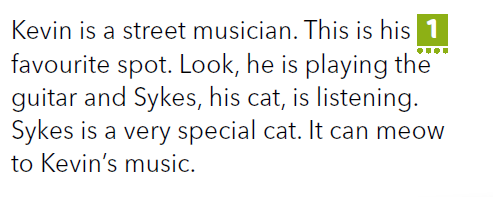 Kevin is a street musician. This is his 1
favourite spot. Look, he is playing the
guitar and Sykes, his cat, is listening.
Sykes is a very special cat. It can meow
to Kevin’s music.